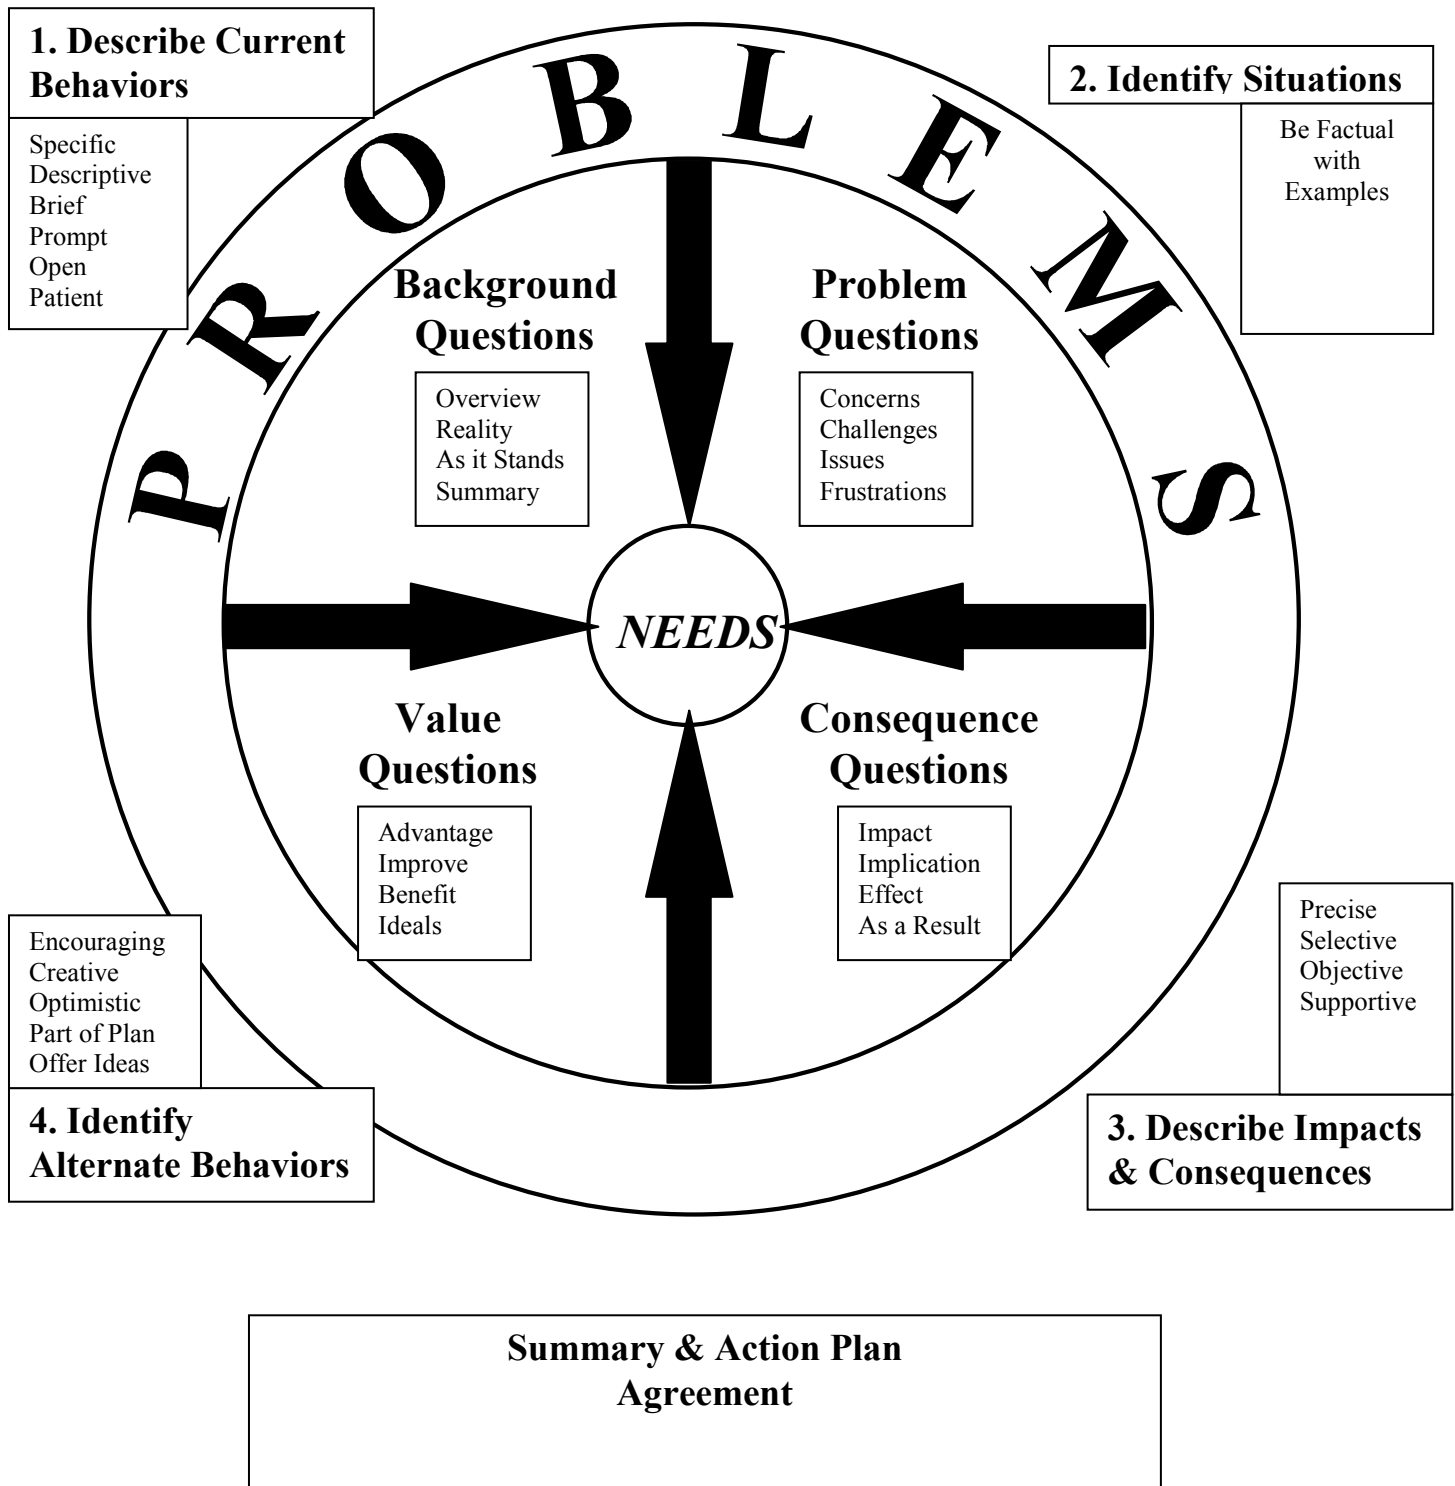 1. Describe Current
Behaviors
Specific
Descriptive
Brief
Prompt
Open
Patient
PROBLEMS
2. Identify Situations
Be Factual
with
Examples
Background
Questions
Overview
Reality
As it Stands
Summary
Problem
Questions
Concerns
Challenges
Issues
Frustrations
NEEDS
Value
Questions
Advantage
Improve
Benefit
Ideals
Consequence
Questions
Impact
Implication
Effect
As a Result
Encouraging
Creative
Optimistic
Part of Plan
Offer Ideas
4. Identify
Alternate Behaviors
Precise
Selective
Objective
Supportive
3. Describe Impacts
& Consequences
Summary & Action Plan
Agreement